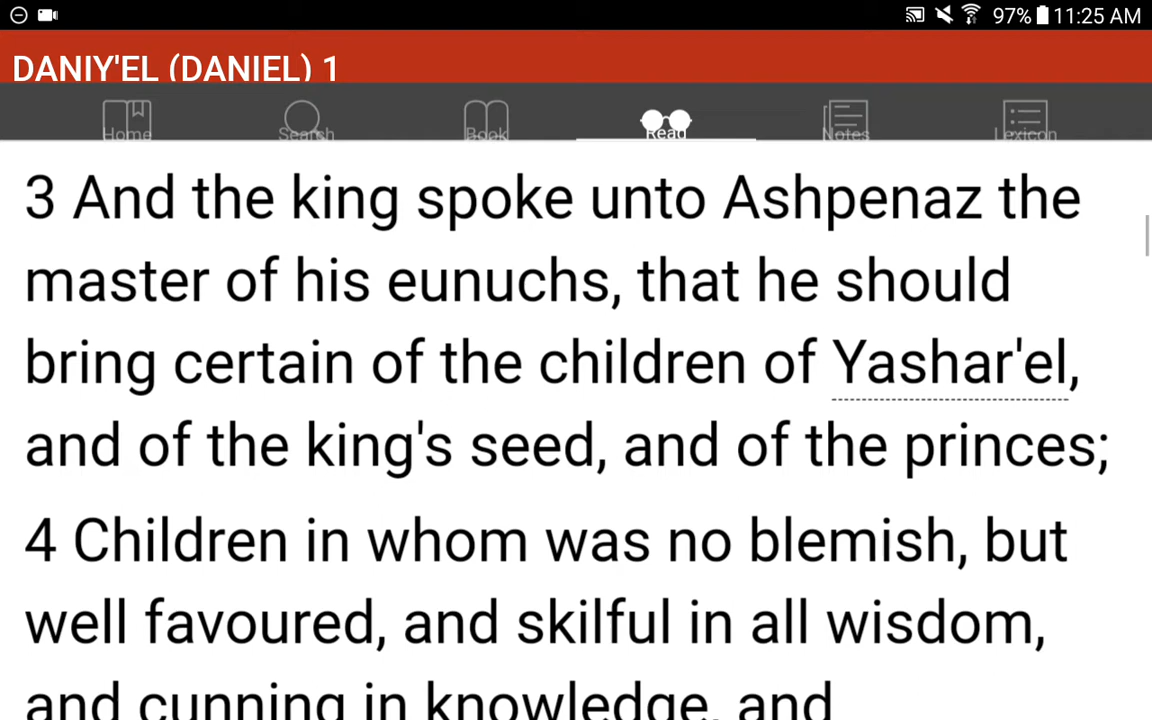 97% 11:25 AM
DANIY'EL (DANIEL) 1
Home Search Book Read Notes Lexicon
3 And the king spoke unto Ashpenaz the
master of his eunuchs, that he should
bring certain of the children of Yashar'el,
and of the king's seed, and of the princes;
4 Children in whom was no blemish, but
well favoured, and skilful in all wisdom,
and cunning in knowledge, and